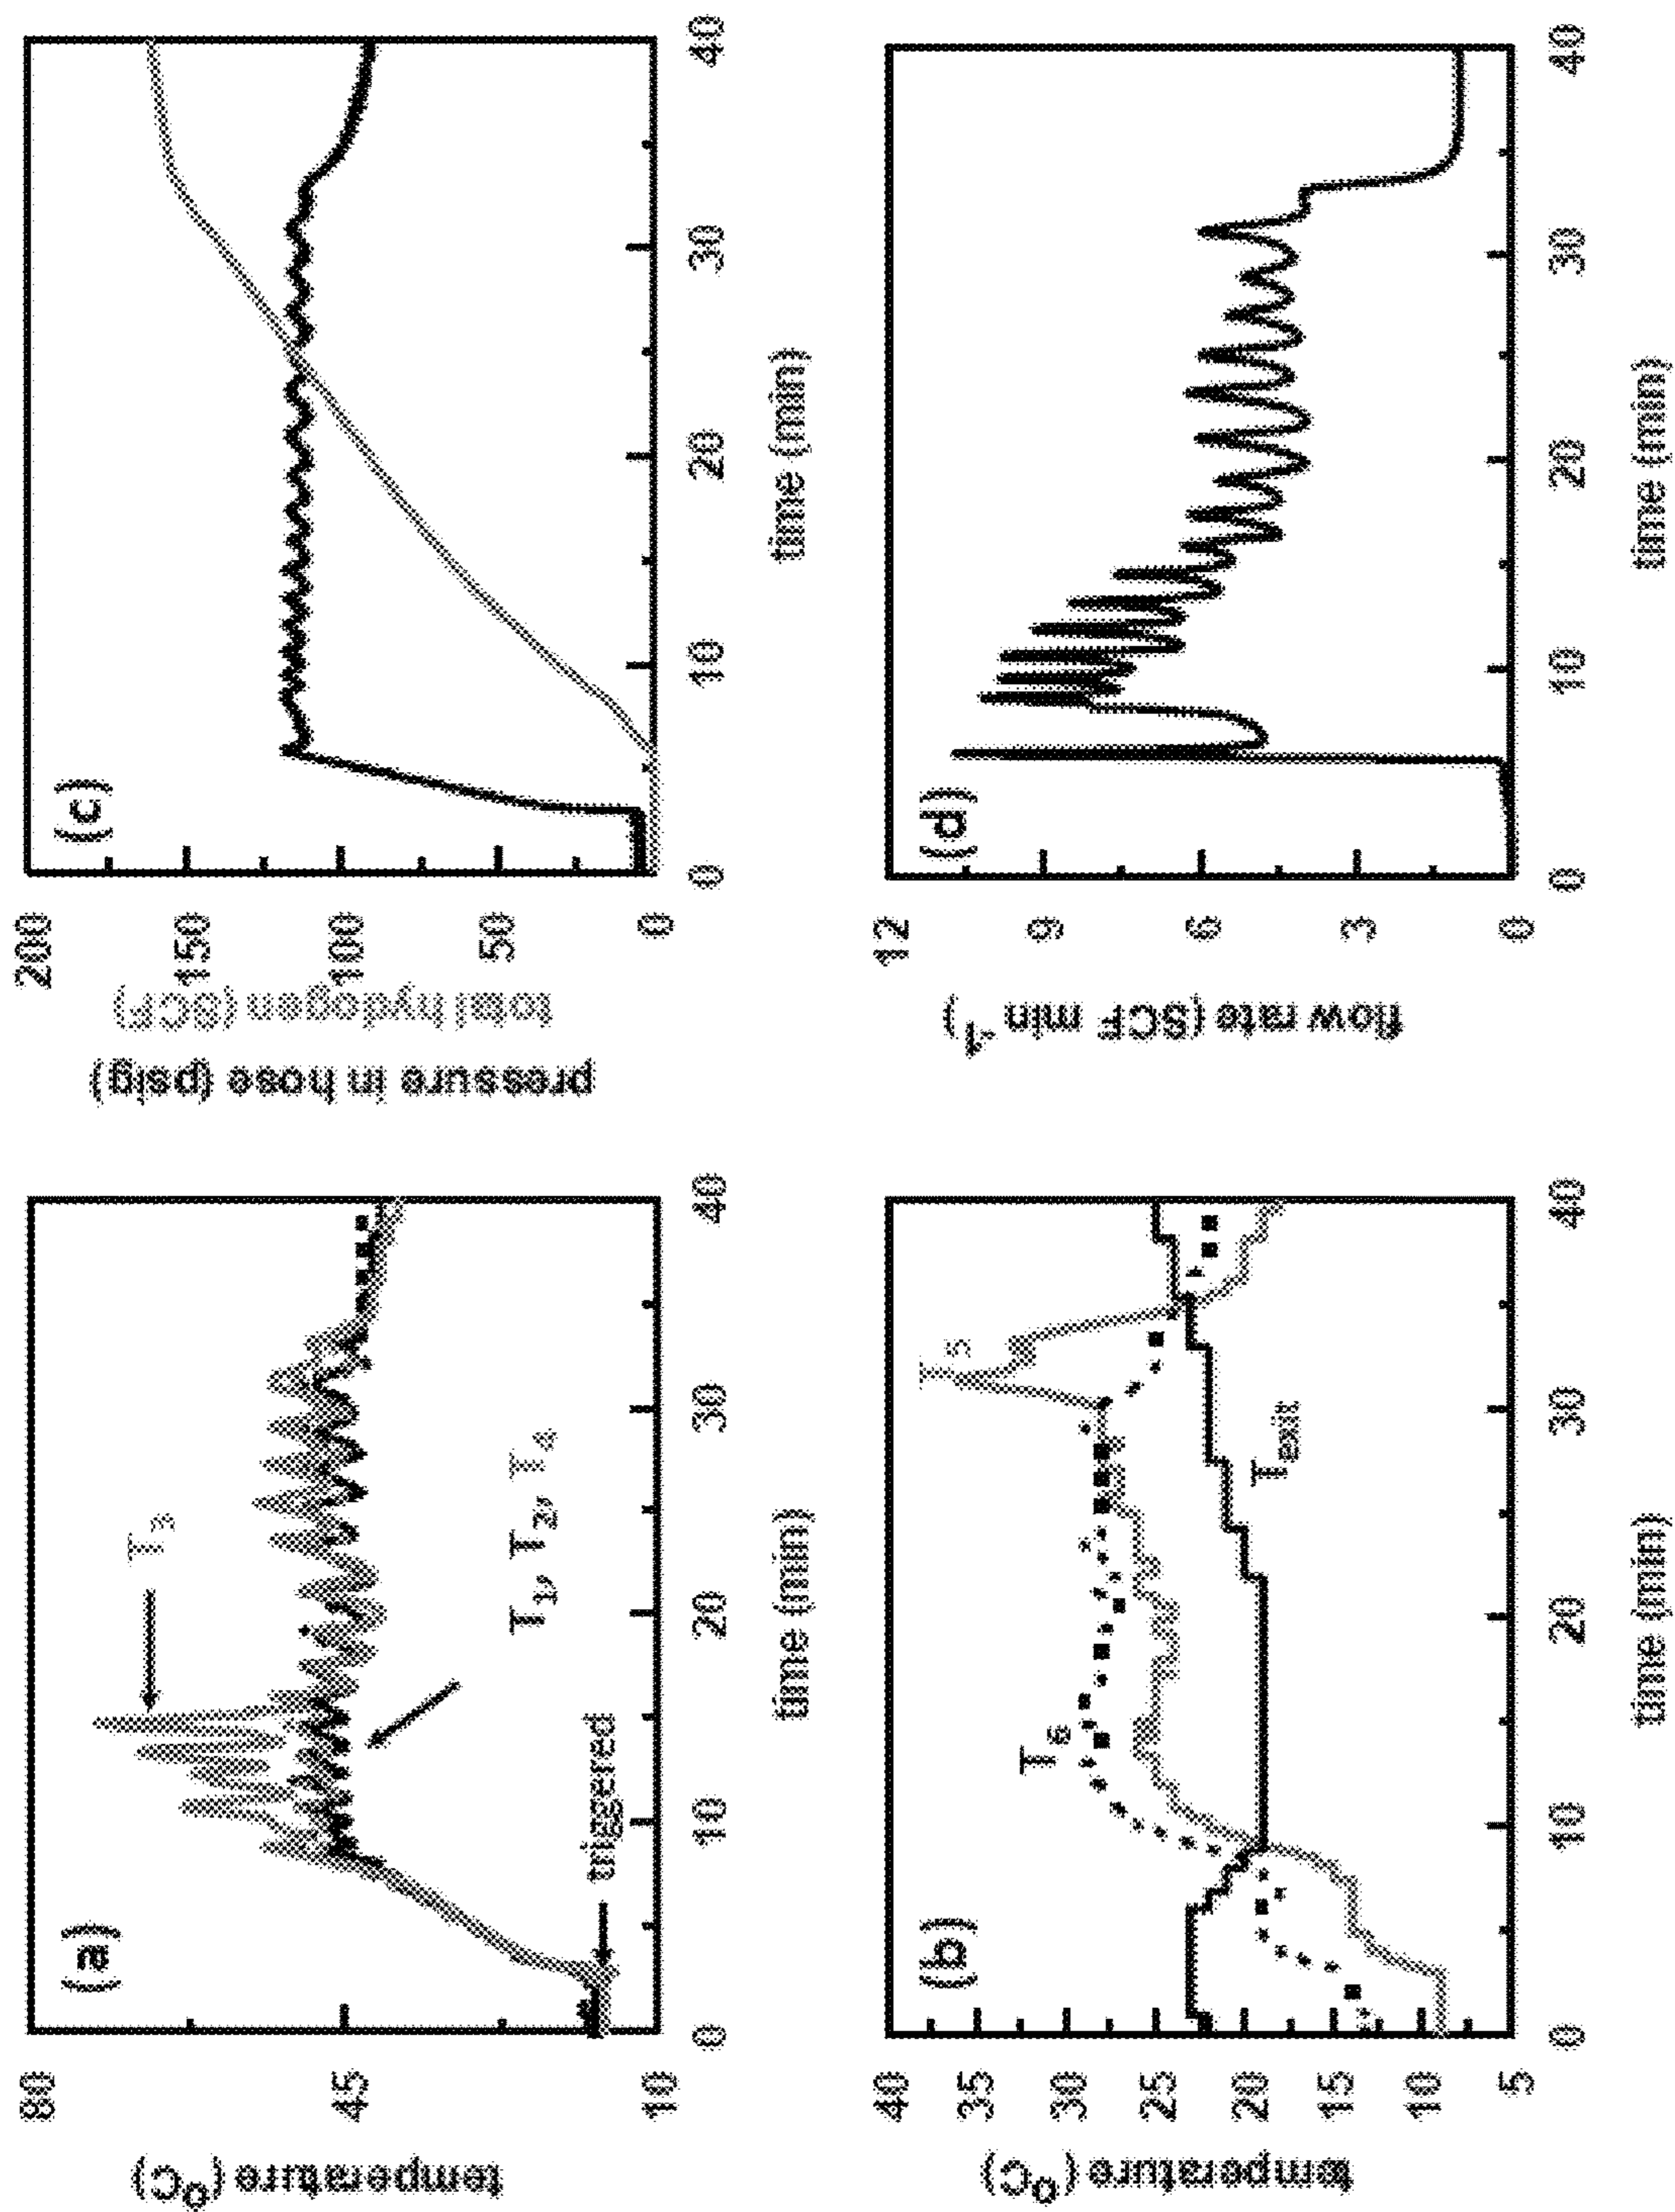 (a)
temperature (°C)
80
45
10
T3
T1, T2, T4
triggered
0 10 20 30 40
time (min)
(c)
pressure in hose (psig)
total hydogen (SCF)
200
150
100
50
0
0 10 20 30 40
time (min)
(b)
temperature (°C)
40
35
30
25
20
15
10
5
T6
T5
Texit
0 10 20 30 40
time (min)
(d)
flow rate (SCF min-1)
12
9
6
3
0
0 10 20 30 40
time (min)